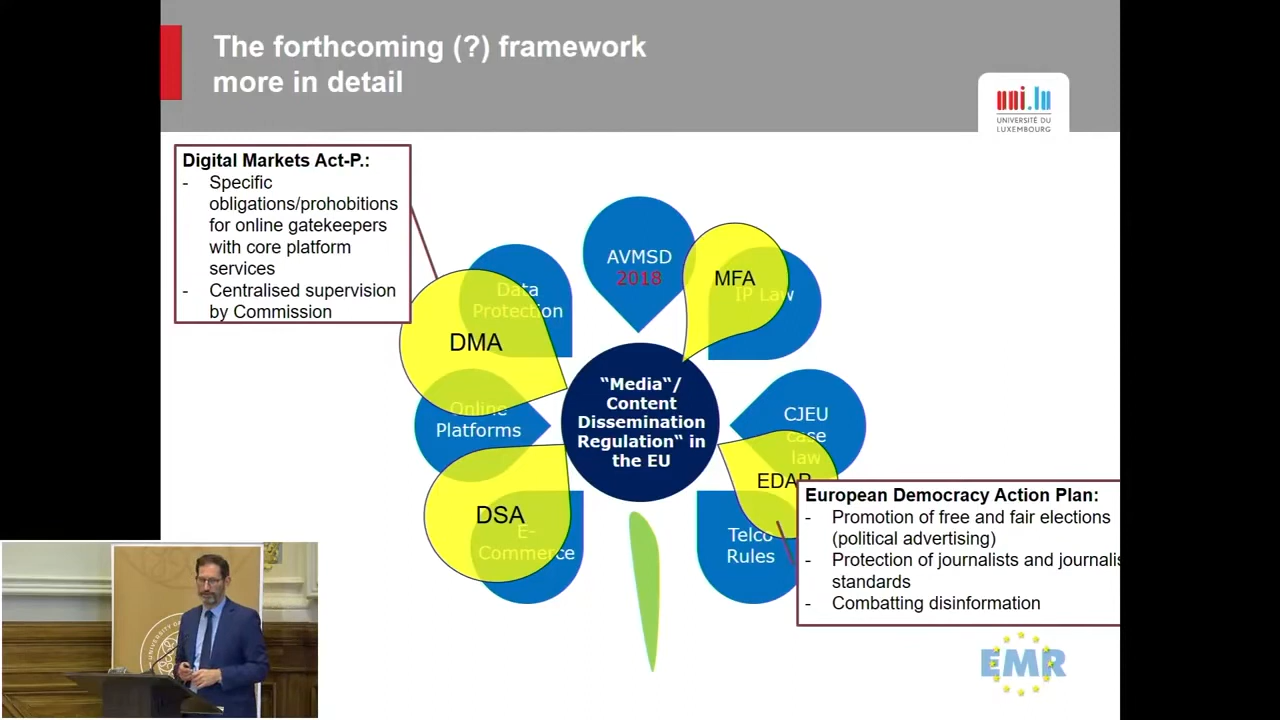 The forthcoming (?) framework
more in detail
uni.lu
UNIVERSITÉ DU
LUXEMBOURG
Digital Markets Act-P.:
- Specific
obligations/prohobitions
for online gatekeepers
with core platform
services
- Centralised supervision
by Commission
AVMSD
2018
MFA
IP Law
Data
Protection
DMA
Online
Platforms
"Media"/
Content
Dissemination
Regulation" in
the EU
CJEU
case
law
EDAP
DSA
E-
Commerce
Telco
Rules
European Democracy Action Plan:
- Promotion of free and fair elections
(political advertising)
- Protection of journalists and journalis
standards
- Combatting disinformation
EMR
UNIVERSITY OF